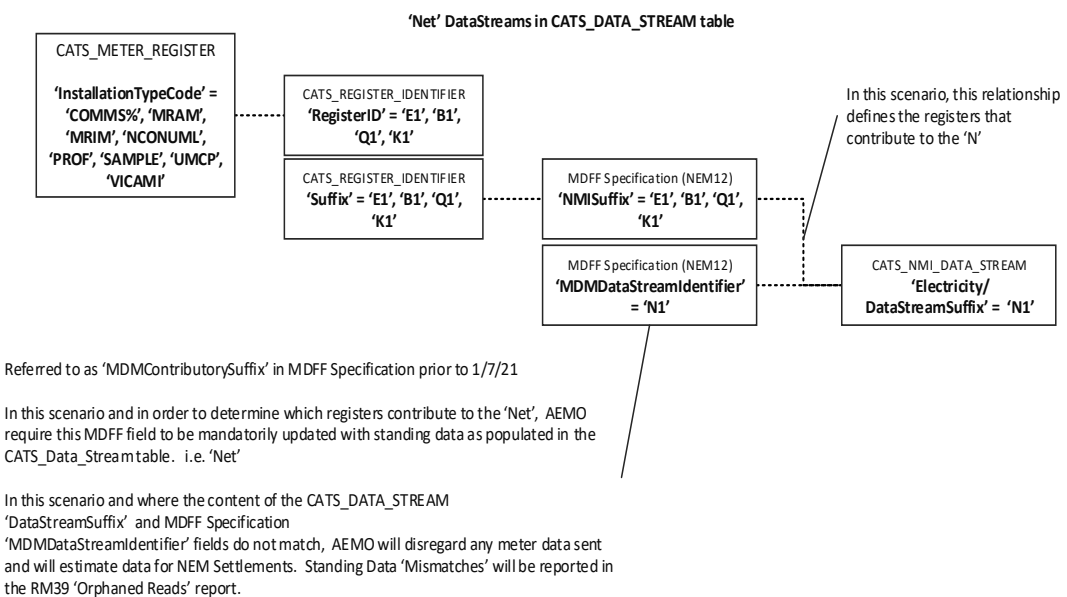 ‘Net’ DataStreams in CATS_DATA_STREAM table
CATS_METER_REGISTER
‘InstallationTypeCode’ =
‘COMMS%’, ‘MRAM’,
‘MRIM’, ‘NCONUML’,
‘PROF’, ‘SAMPLE’, ‘UMCP’,
‘VICAMI’
CATS_REGISTER_IDENTIFIER
‘RegisterID’ = ‘E1’, ‘B1’,
‘Q1’, ‘K1’
CATS_REGISTER_IDENTIFIER
‘Suffix’ = ‘E1’, ‘B1’, ‘Q1’,
‘K1’
MDFF Specification (NEM12)
‘NMISuffix’ = ‘E1’, ‘B1’, ‘Q1’,
‘K1’
MDFF Specification (NEM12)
‘MDMDataStreamIdentifier’
= ‘N1’
In this scenario, this relationship
defines the registers that
contribute to the ‘N’
CATS_NMI_DATA_STREAM
‘Electricity/
DataStreamSuffix’ = ‘N1’
Referred to as ‘MDMContributorySuffix’ in MDFF Specification prior to 1/7/21
In this scenario and in order to determine which registers contribute to the ‘Net’, AEMO
require this MDFF field to be mandatorily updated with standing data as populated in the
CATS_Data_Stream table. i.e. ‘Net’
In this scenario and where the content of the CATS_DATA_STREAM
‘DataStreamSuffix’ and MDFF Specification
‘MDMDataStreamIdentifier’ fields do not match, AEMO will disregard any meter data sent
and will estimate data for NEM Settlements. Standing Data ‘Mismatches’ will be reported in
the RM39 ‘Orphaned Reads’ report.